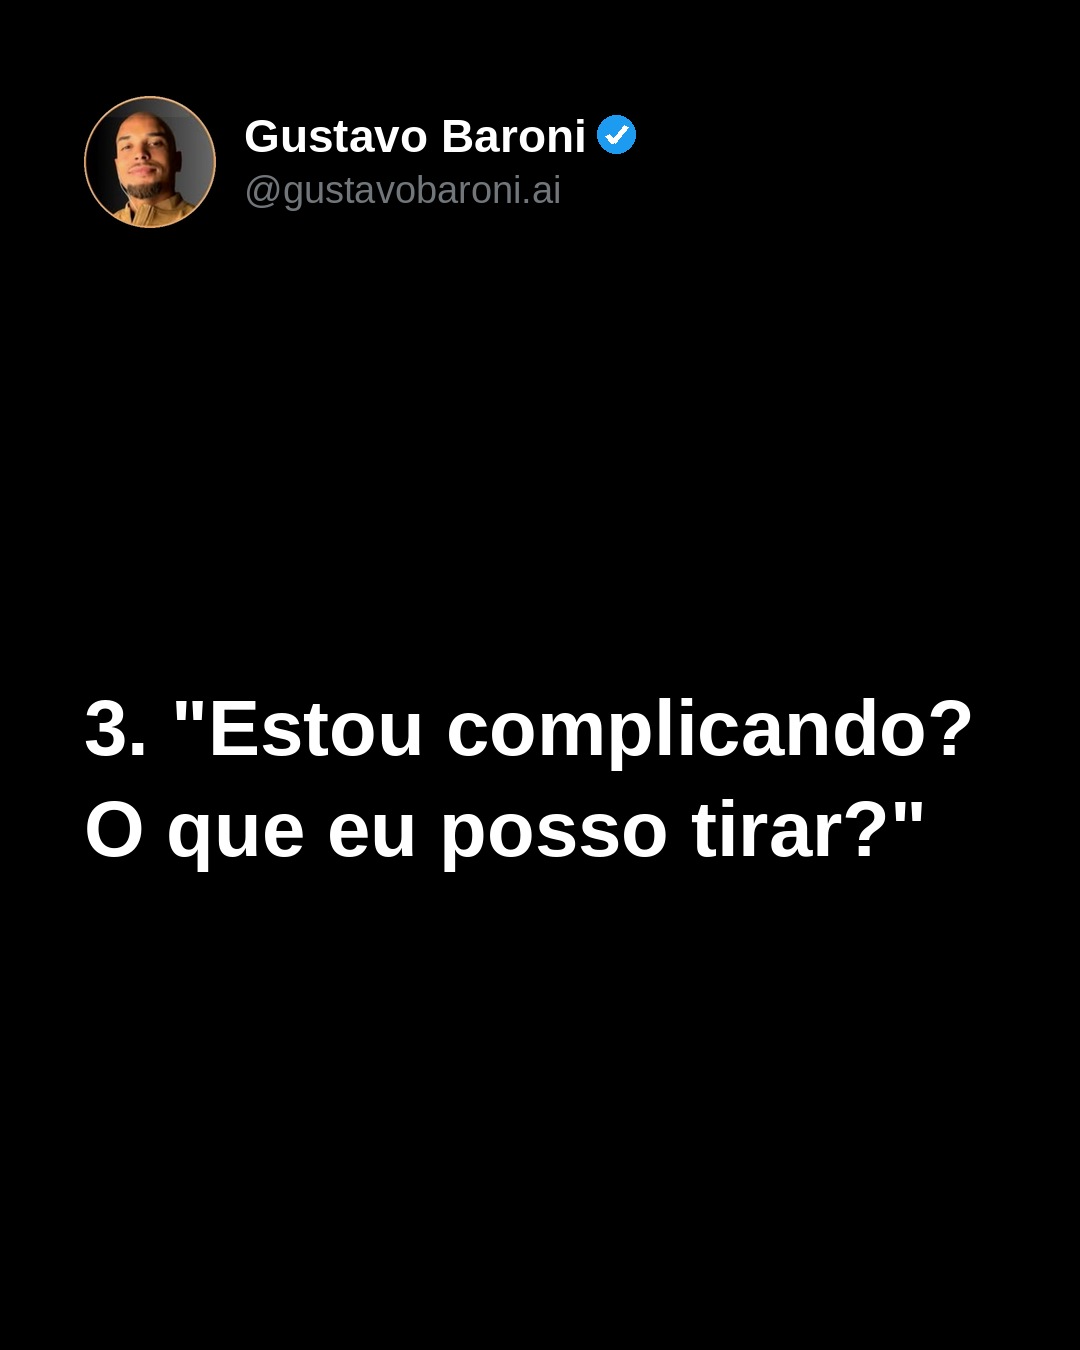 Gustavo Baroni
@gustavobaroni.ai
3. "Estou complicando?
O que eu posso tirar?"